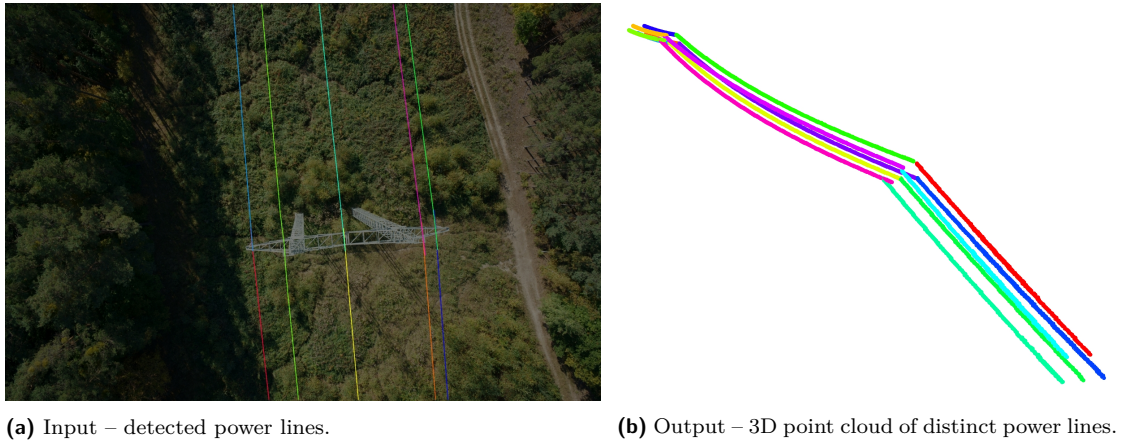 (a) Input – detected power lines.
(b) Output – 3D point cloud of distinct power lines.